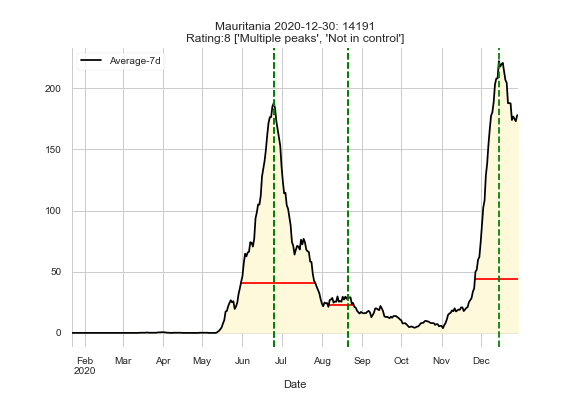 Mauritania 2020-12-30: 14191
Rating:8 ['Multiple peaks', 'Not in control']
Average-7d
200
150
100
50
0
Feb Mar Apr May Jun Jul Aug Sep Oct Nov Dec
2020
Date